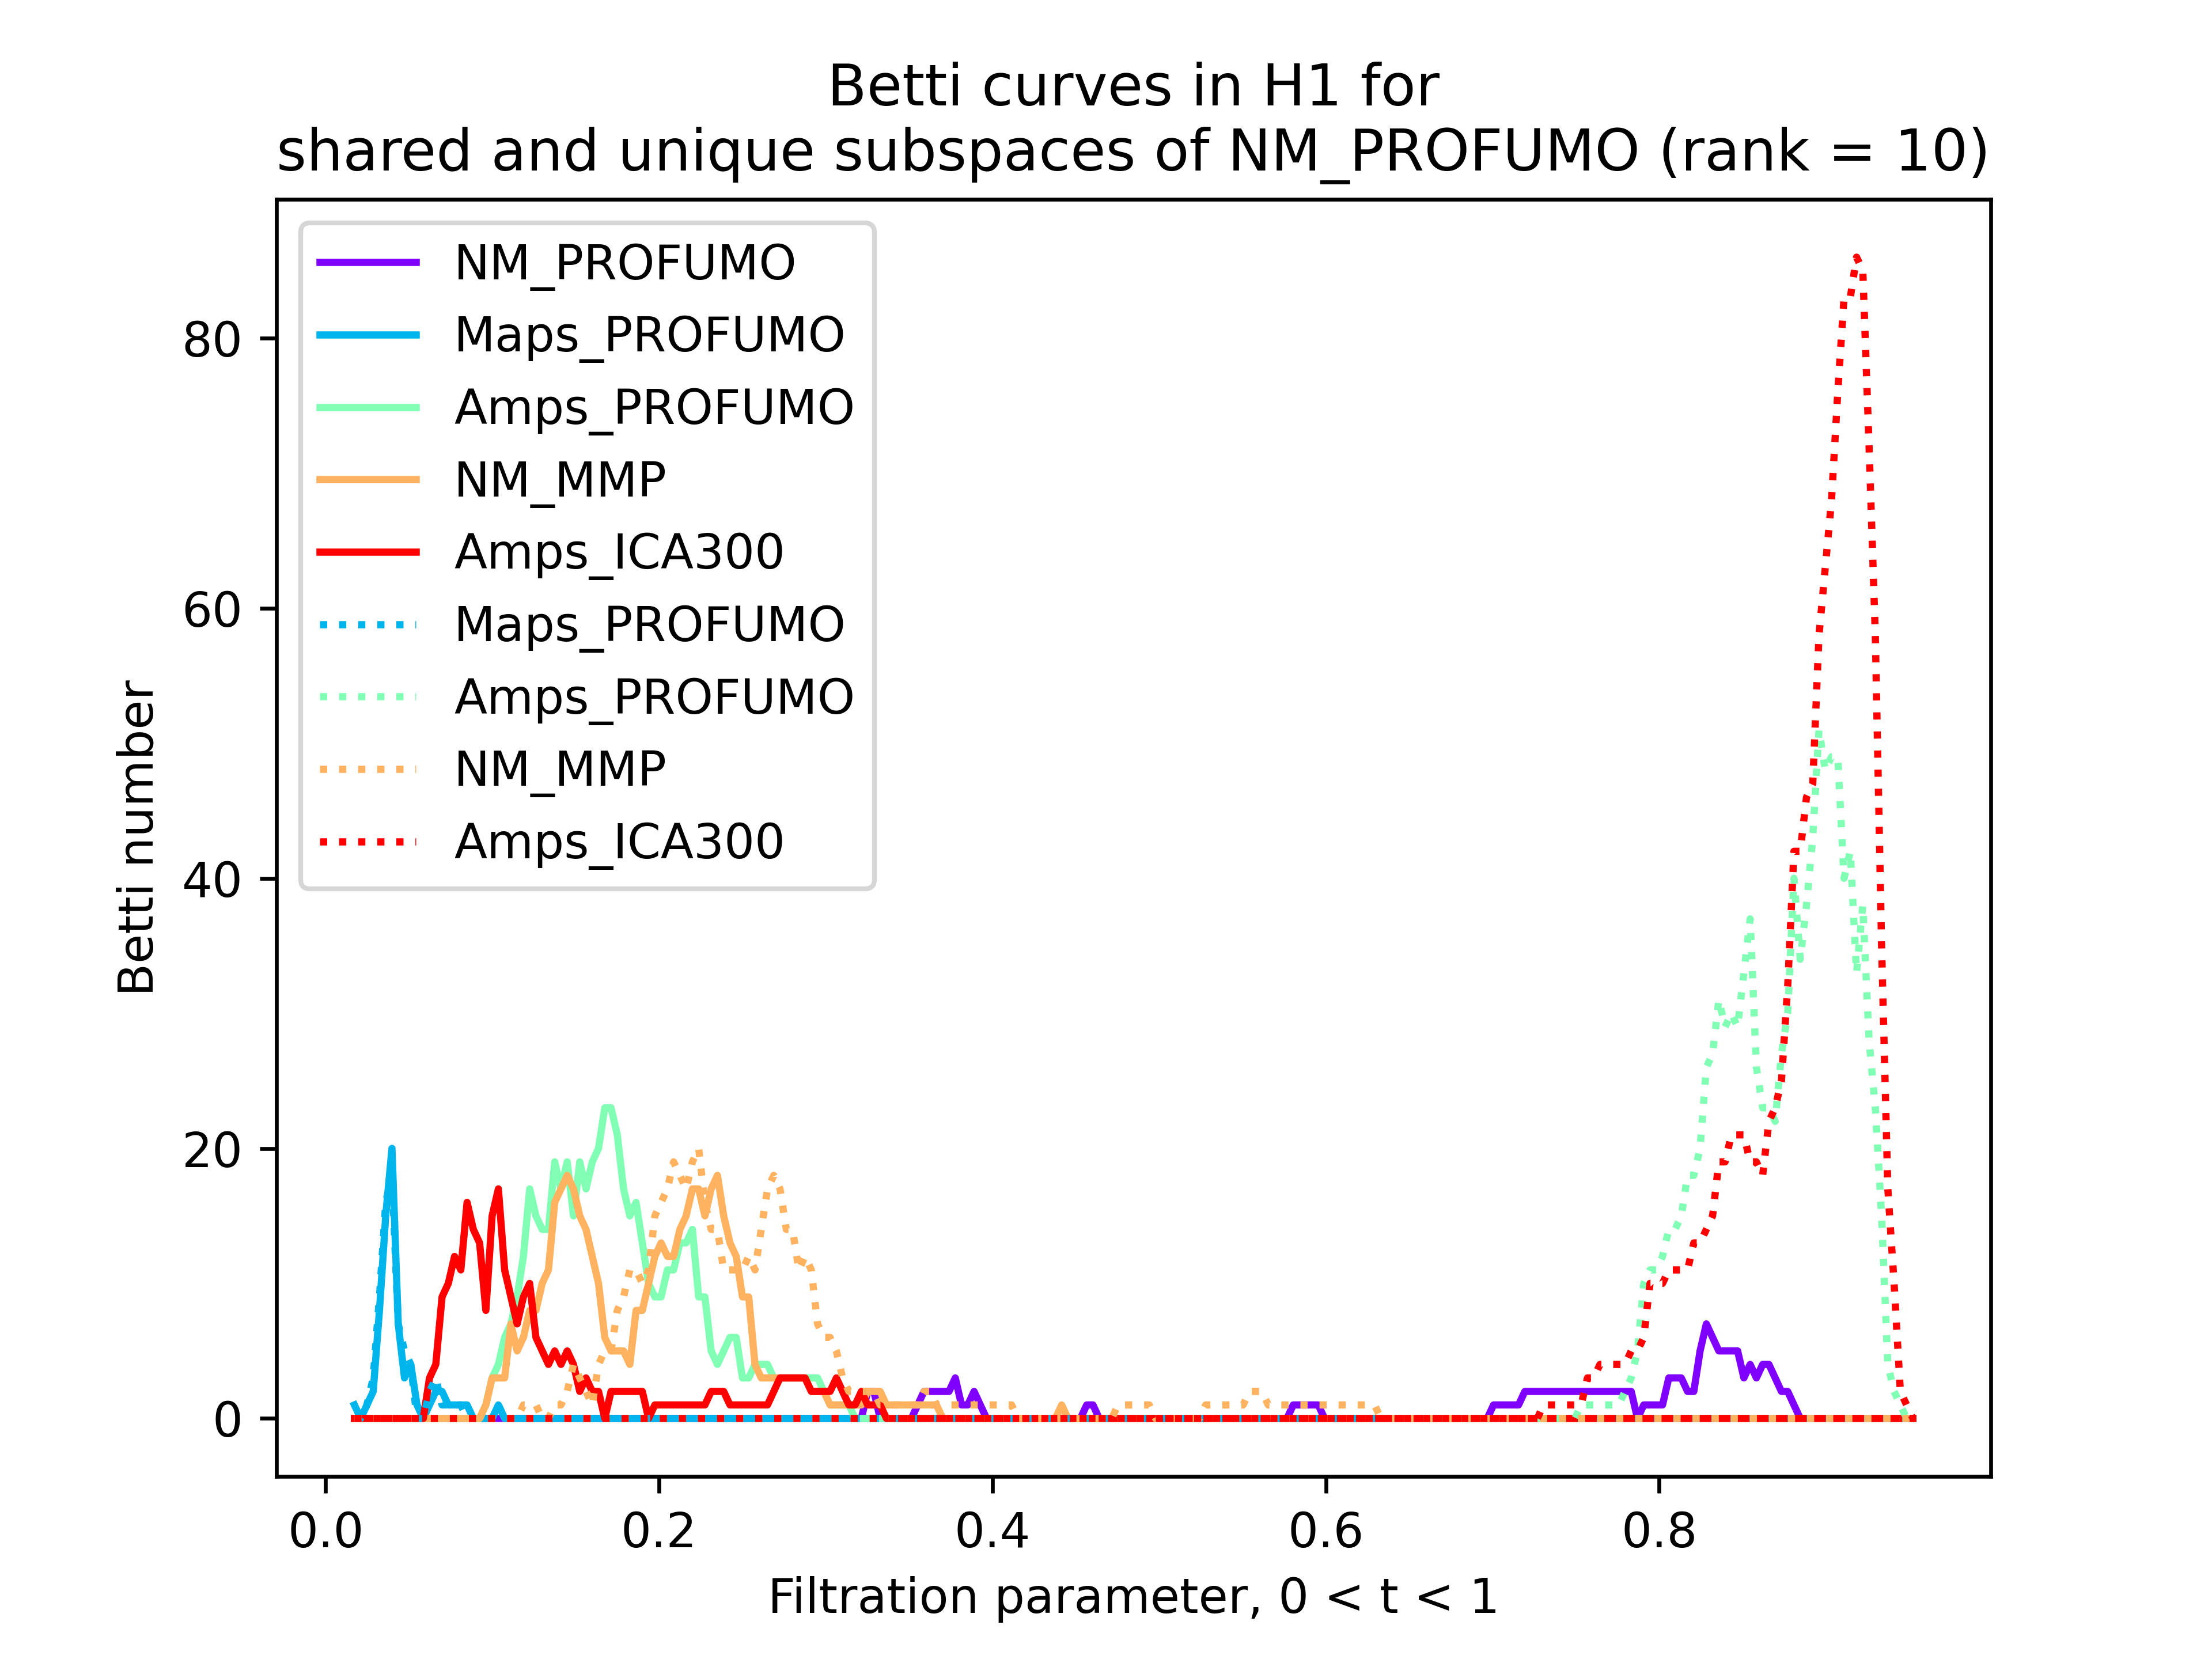 Betti curves in H1 for
shared and unique subspaces of NM_PROFUMO (rank = 10)
NM_PROFUMO
Maps_PROFUMO
Amps_PROFUMO
NM_MMP
Amps_ICA300
Maps_PROFUMO
Amps_PROFUMO
NM_MMP
Amps_ICA300
Betti number
80
60
40
20
0
0.0 0.2 0.4 0.6 0.8
Filtration parameter, 0 < t < 1